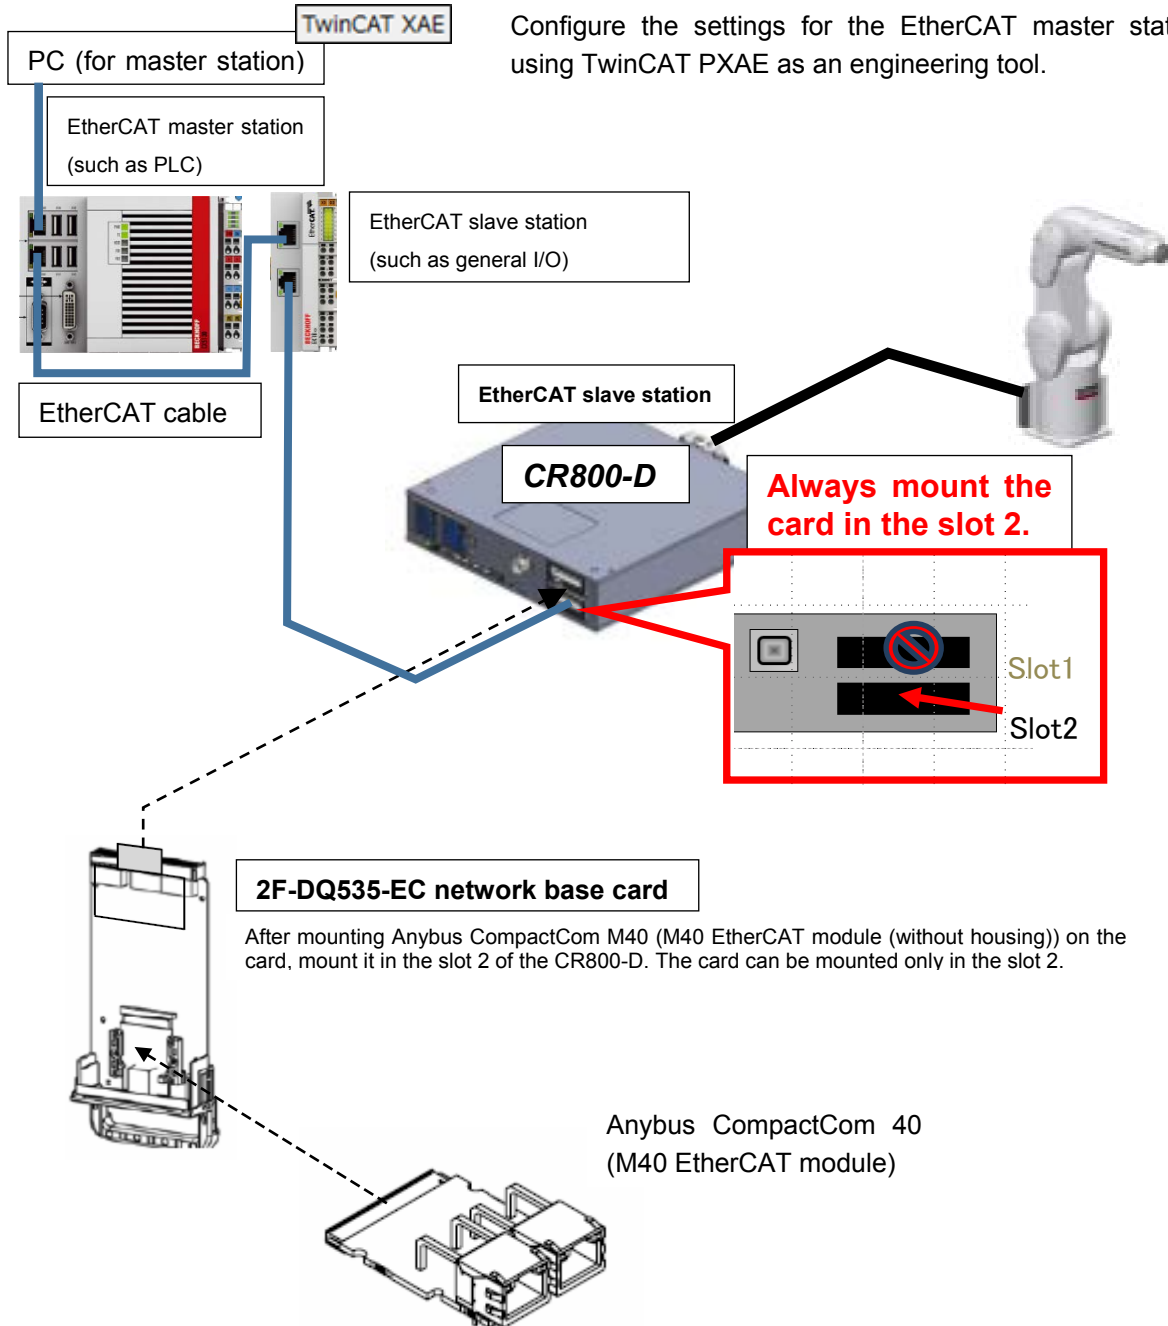 TwinCAT XAE
Configure the settings for the EtherCAT master stat
using TwinCAT PXAE as an engineering tool.
PC (for master station)
EtherCAT master station
(such as PLC)
EtherCAT slave station
(such as general I/O)
BECKHOFF
BECKHOFF
EtherCAT
EtherCAT cable
EtherCAT slave station
CR800-D
Always mount the
card in the slot 2.
Slot1
Slot2
2F-DQ535-EC network base card
After mounting Anybus CompactCom M40 (M40 EtherCAT module (without housing)) on the
card, mount it in the slot 2 of the CR800-D. The card can be mounted only in the slot 2.
Anybus CompactCom 40
(M40 EtherCAT module)